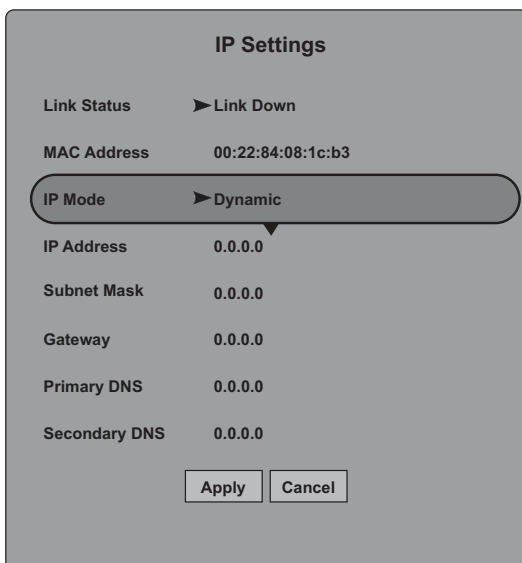 IP Settings
Link Status Link Down
MAC Address 00:22:84:08:1c:b3
IP Mode Dynamic
IP Address 0.0.0.0
Subnet Mask 0.0.0.0
Gateway 0.0.0.0
Primary DNS 0.0.0.0
Secondary DNS 0.0.0.0
Apply Cancel